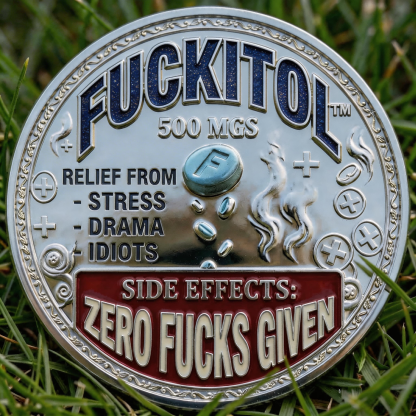 FUCKITOL™
500 MGS
F
RELIEF FROM
- STRESS
- DRAMA
- IDIOTS
SIDE EFFECTS:
ZERO FUCKS GIVEN